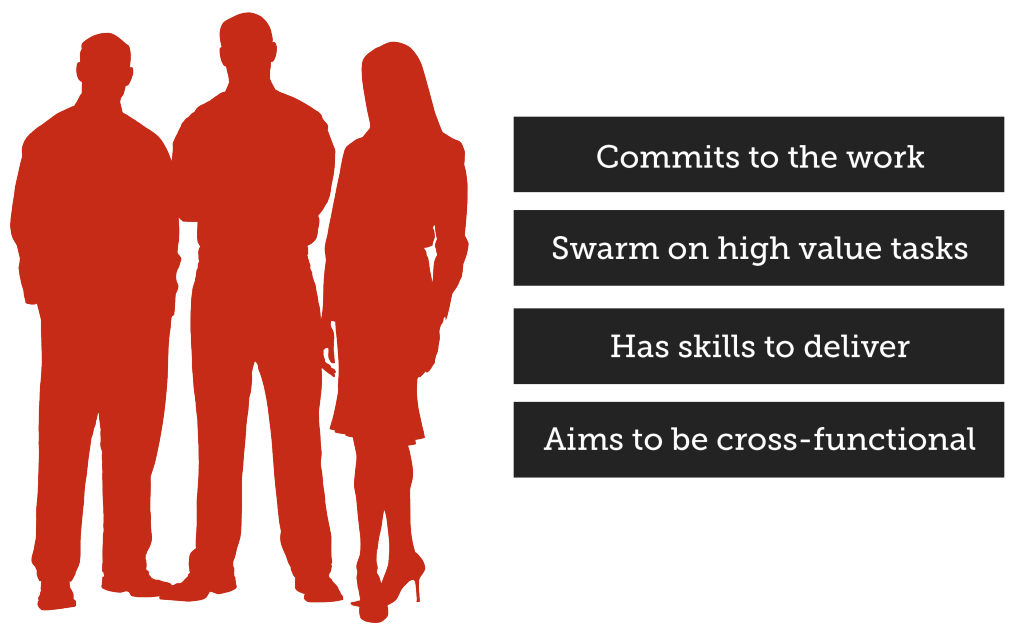 Commits to the work
Swarm on high value tasks
Has skills to deliver
Aims to be cross-functional